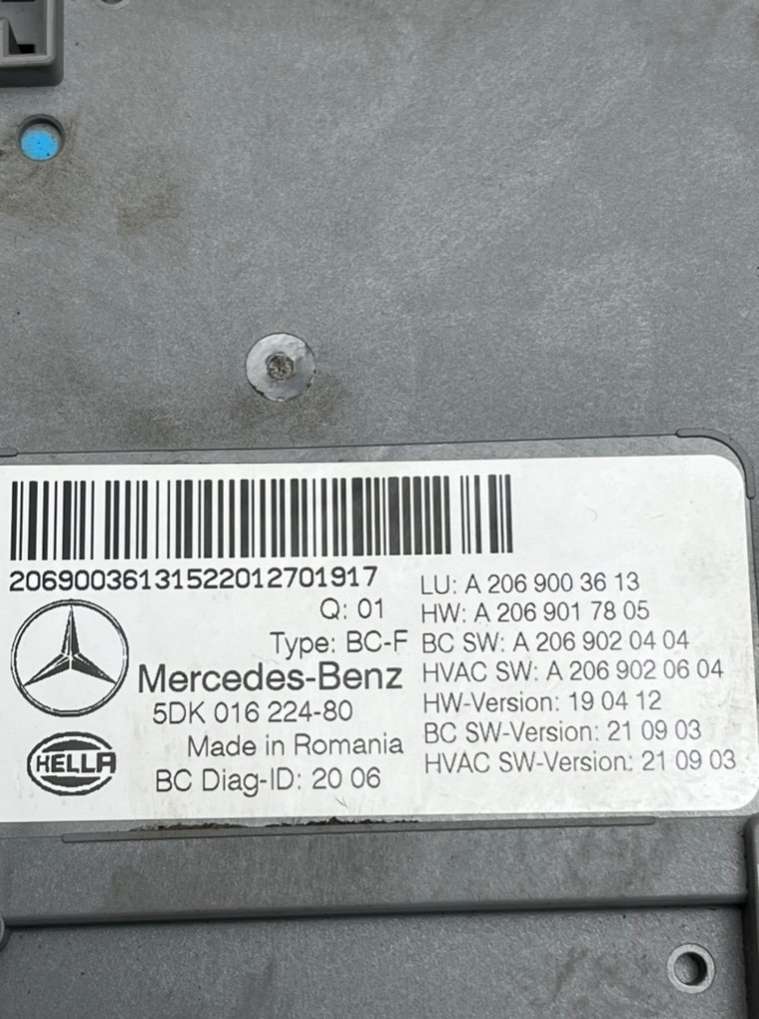 20690036131522012701917
Q: 01
Type: BC-F
Mercedes-Benz
5DK 016 224-80
Made in Romania
BC Diag-ID: 20 06
HELLA
LU: A 206 900 36 13
HW: A 206 901 78 05
BC SW: A 206 902 04 04
HVAC SW: A 206 902 06 04
HW-Version: 19 04 12
BC SW-Version: 21 09 03
HVAC SW-Version: 21 09 03